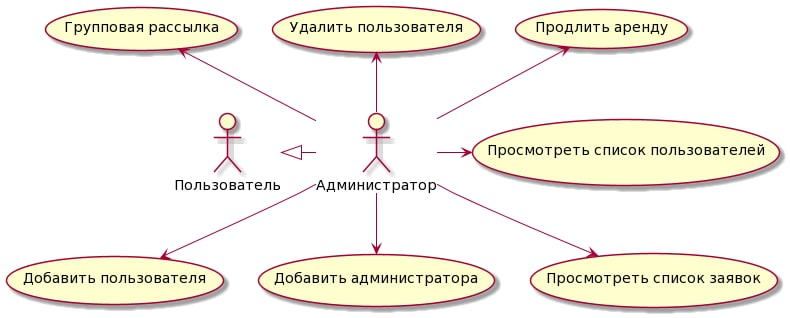 Групповая рассылка
Удалить пользователя
Продлить аренду
Просмотреть список пользователей
Пользователь
Администратор
Добавить пользователя
Добавить администратора
Просмотреть список заявок